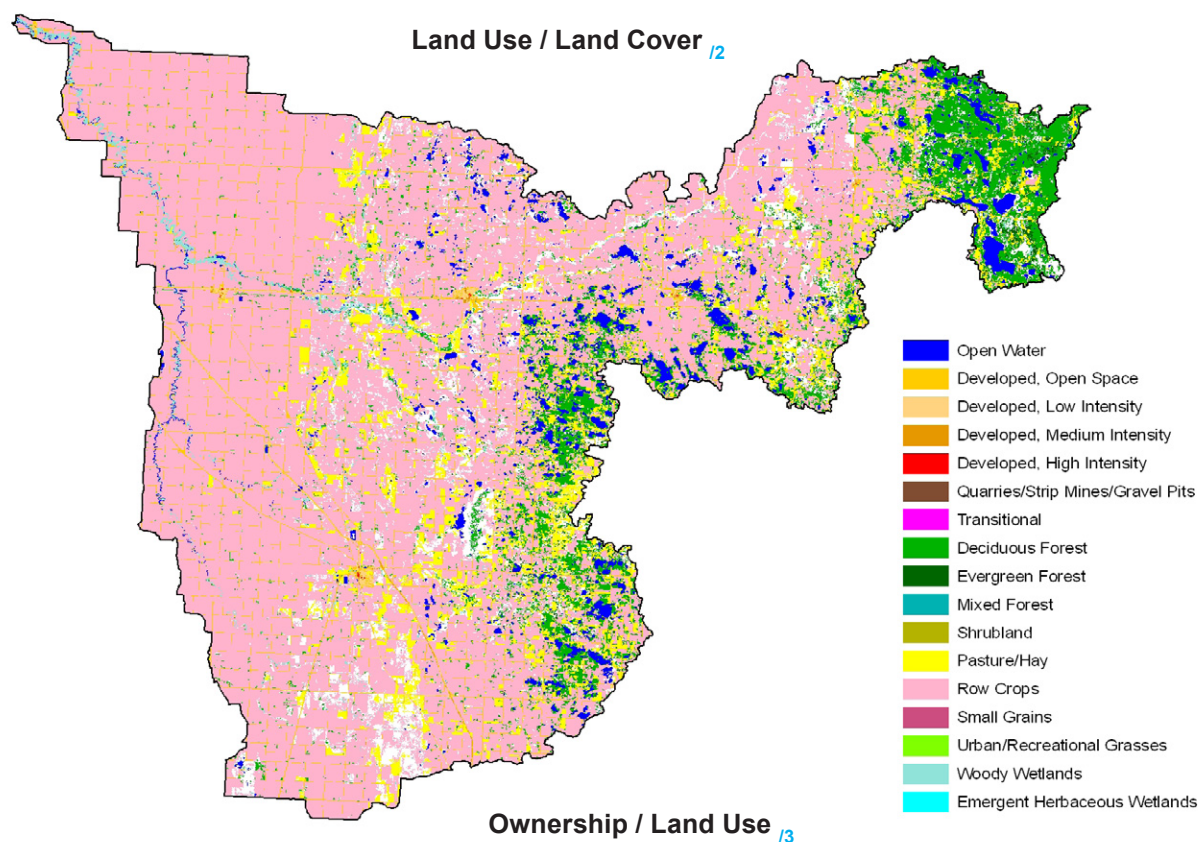 Land Use / Land Cover /2
Open Water
Developed, Open Space
Developed, Low Intensity
Developed, Medium Intensity
Developed, High Intensity
Quarries/Strip Mines/Gravel Pits
Transitional
Deciduous Forest
Evergreen Forest
Mixed Forest
Shrubland
Pasture/Hay
Row Crops
Small Grains
Urban/Recreational Grasses
Woody Wetlands
Emergent Herbaceous Wetlands
Ownership / Land Use /3